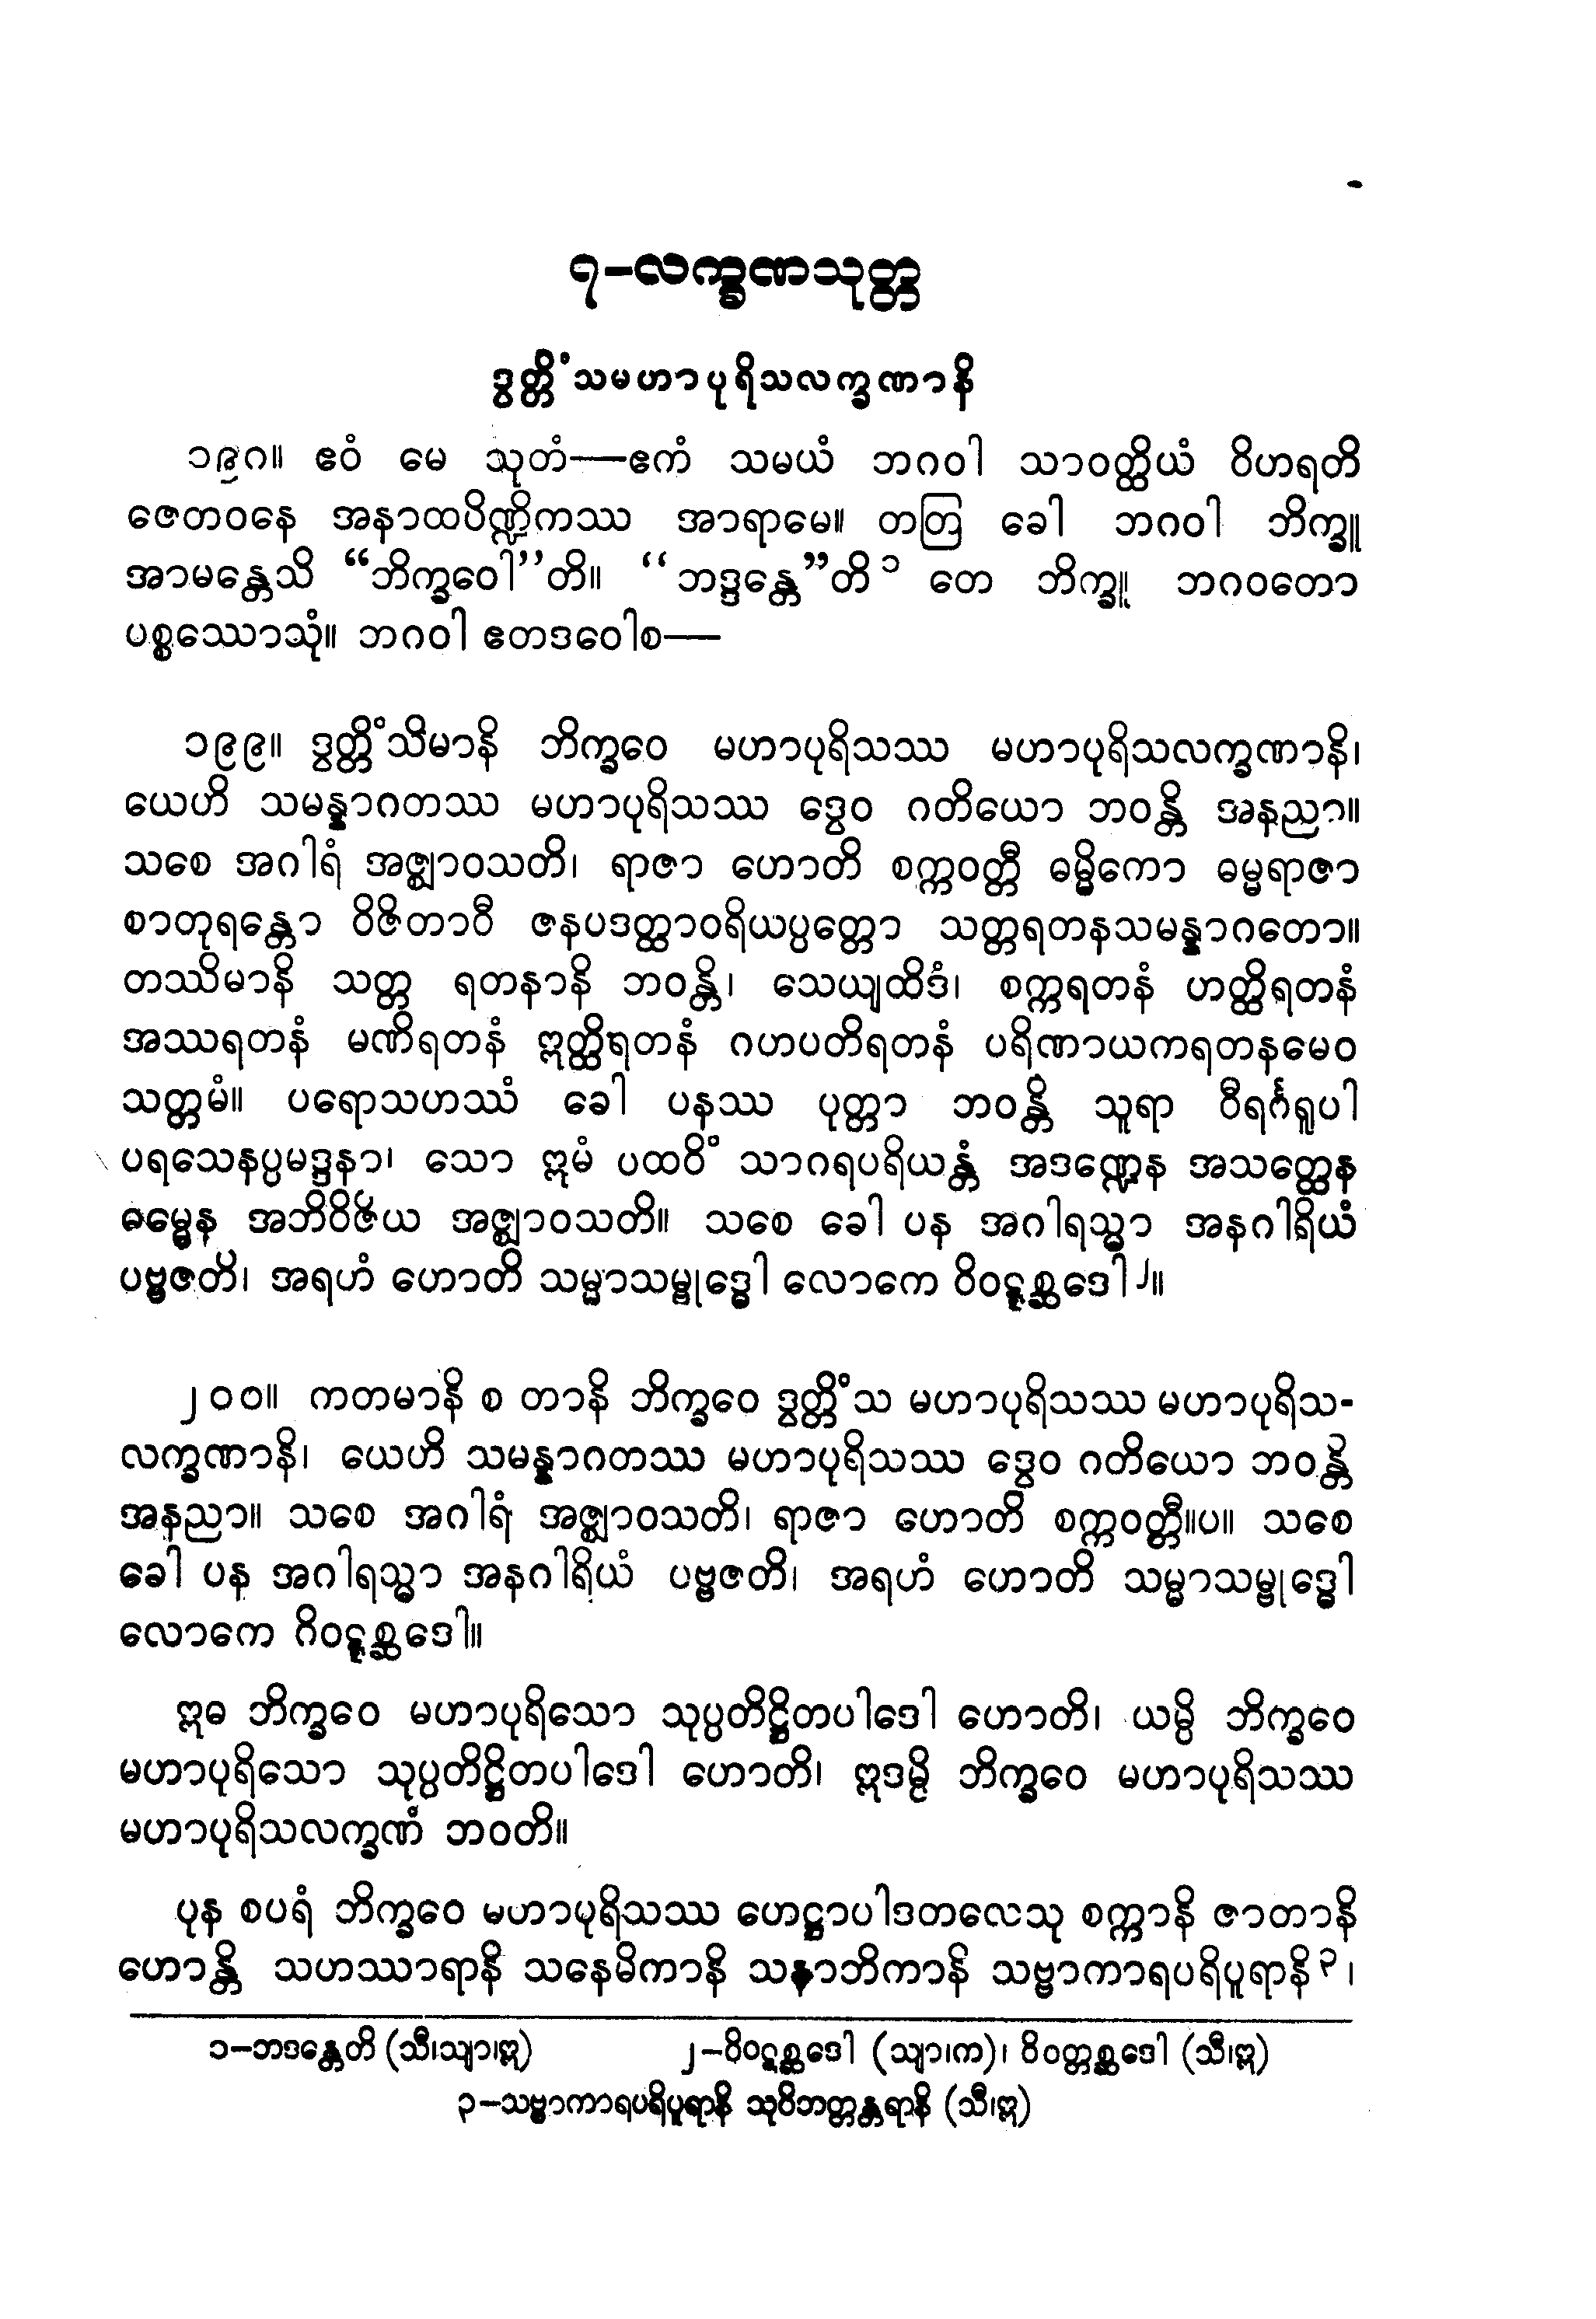 ၇–လက္ခဏသုတ္တ
ဒွတ္တိံသမဟာပုရိသလက္ခဏာနိ
၁၉၈။ ဧဝံ မေ သုတံ—ဧကံ သမယံ ဘဂဝါ သာဝတ္ထိယံ ဝိဟရတိ
ဇေတဝနေ အနာထပိဏ္ဍိကဿ အာရာမေ။ တတြ ခေါ ဘဂဝါ ဘိက္ခူ
အာမန္တေသိ “ဘိက္ခဝေါ”တိ။ “ဘဒ္ဒန္တေ”တိ၁ တေ ဘိက္ခူ ဘဂဝတော
ပစ္စဿောသုံ။ ဘဂဝါ ဧတဒဝေါစ—
၁၉၉။ ဒွတ္တိံသိမာနိ ဘိက္ခဝေ မဟာပုရိသဿ မဟာပုရိသလက္ခဏာနိ၊
ယေဟိ သမန္နာဂတဿ မဟာပုရိသဿ ဒွေဝ ဂတိယော ဘဝန္တိ အနညာ။
သစေ အဂါရံ အဇ္ဈာဝသတိ၊ ရာဇာ ဟောတိ စက္ကဝတ္တီ ဓမ္မိကော ဓမ္မရာဇာ
စာတုရန္တော ဝိဇိတာဝီ ဇနပဒတ္ထာဝရိယပ္ပတ္တော သတ္တရတနသမန္နာဂတော။
တဿိမာနိ သတ္တ ရတနာနိ ဘဝန္တိ၊ သေယျထိဒံ၊ စက္ကရတနံ ဟတ္ထိရတနံ
အဿရတနံ မဏိရတနံ ဣတ္ထိရတနံ ဂဟပတိရတနံ ပရိဏာယကရတနမေဝ
သတ္တမံ။ ပရောသဟဿံ ခေါ ပနဿ ပုတ္တာ ဘဝန္တိ သူရာ ဝီရင်္ဂရူပါ
ပရသေနပ္ပမဒ္ဒနာ၊ သော ဣမံ ပထဝိံ သာဂရပရိယန္တံ အဒဏ္ဍေန အသတ္ထေန
ဓမ္မေန အဘိဝိဇိယ အဇ္ဈာဝသတိ။ သစေ ခေါ ပန အဂါရသ္မာ အနဂါရိယံ
ပဗ္ဗဇတိ၊ အရဟံ ဟောတိ သမ္မာသမ္ဗုဒ္ဓေါ လောကေ ဝိဝဋ္ဋစ္ဆဒေါ၂။
၂၀၀။ ကတမာနိ စ တာနိ ဘိက္ခဝေ ဒွတ္တိံသ မဟာပုရိသဿ မဟာပုရိသ-
လက္ခဏာနိ၊ ယေဟိ သမန္နာဂတဿ မဟာပုရိသဿ ဒွေဝ ဂတိယော ဘဝန္တိ
အနညာ။ သစေ အဂါရံ အဇ္ဈာဝသတိ၊ ရာဇာ ဟောတိ စက္ကဝတ္တီ။ပ။ သစေ
ခေါ ပန အဂါရသ္မာ အနဂါရိယံ ပဗ္ဗဇတိ၊ အရဟံ ဟောတိ သမ္မာသမ္ဗုဒ္ဓေါ
လောကေ ဝိဝဋ္ဋစ္ဆဒေါ။
ဣဓ ဘိက္ခဝေ မဟာပုရိသော သုပ္ပတိဋ္ဌိတပါဒေါ ဟောတိ၊ ယမ္ပိ ဘိက္ခဝေ
မဟာပုရိသော သုပ္ပတိဋ္ဌိတပါဒေါ ဟောတိ၊ ဣဒမ္ပိ ဘိက္ခဝေ မဟာပုရိသဿ
မဟာပုရိသလက္ခဏံ ဘဝတိ။
ပုန စပရံ ဘိက္ခဝေ မဟာပုရိသဿ ဟေဋ္ဌာပါဒတလေသု စက္ကာနိ ဇာတာနိ
ဟောန္တိ သဟဿာရာနိ သနေမိကာနိ သနာဘိကာနိ သဗ္ဗာကာရပရိပူရာနိ၃၊
၁–ဘဒန္တေတိ (သီ၊သျာ၊ဣ) ၂–ဝိဝဋ္ဋစ္ဆဒေါ (သျာ၊က)၊ ဝိဝတ္တစ္ဆဒေါ (သီ၊ဣ)
၃–သဗ္ဗာကာရပရိပူရာနိ သုဝိဘတ္တန္တရာနိ (သီ၊ဣ)